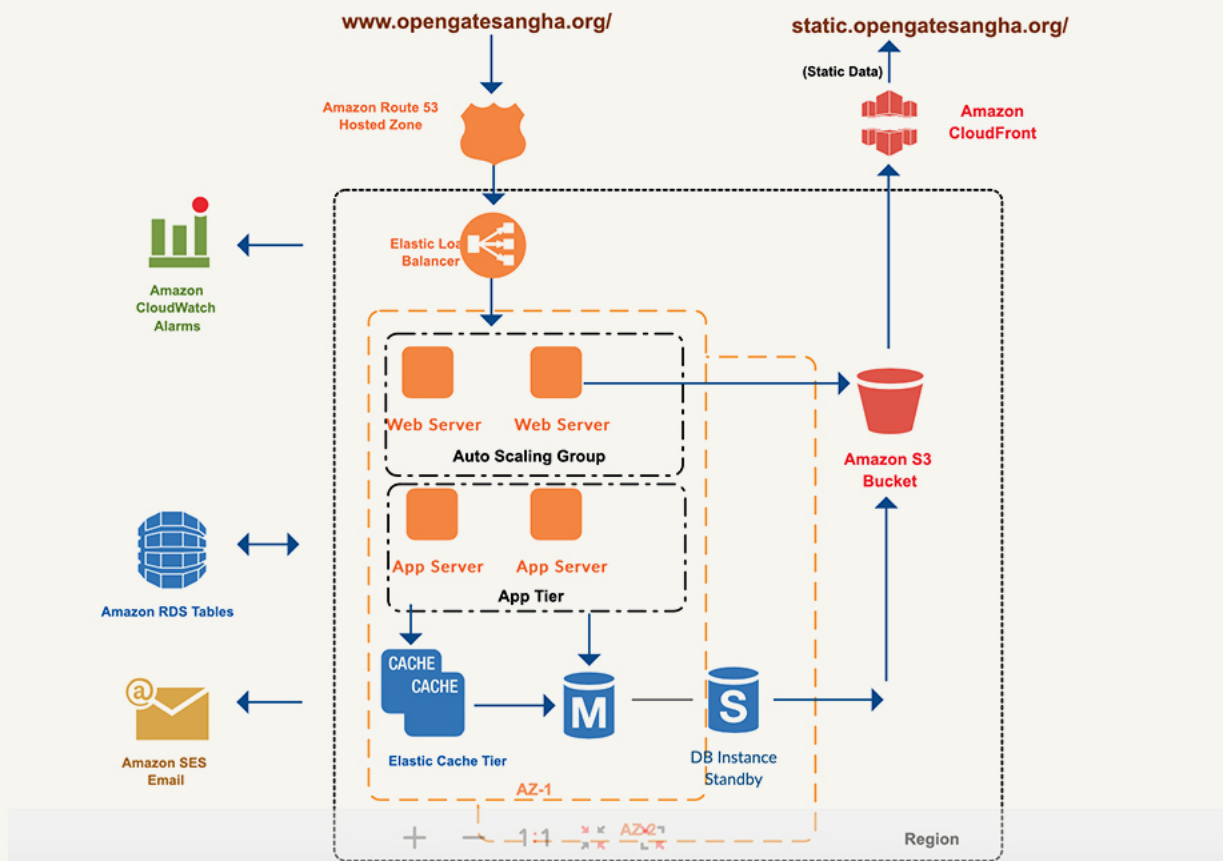 www.opengatesangha.org/
static.opengatesangha.org/
(Static Data)
Amazon Route 53
Hosted Zone
Amazon
CloudFront
Elastic Loa
Balancer
Amazon
CloudWatch
Alarms
Web Server
Web Server
Auto Scaling Group
Amazon S3
Bucket
App Server
App Server
App Tier
Amazon RDS Tables
CACHE
CACHE
M
S
Elastic Cache Tier
DB Instance
Standby
Amazon SES
Email
@
AZ-1
AZ-2
1:1
Region